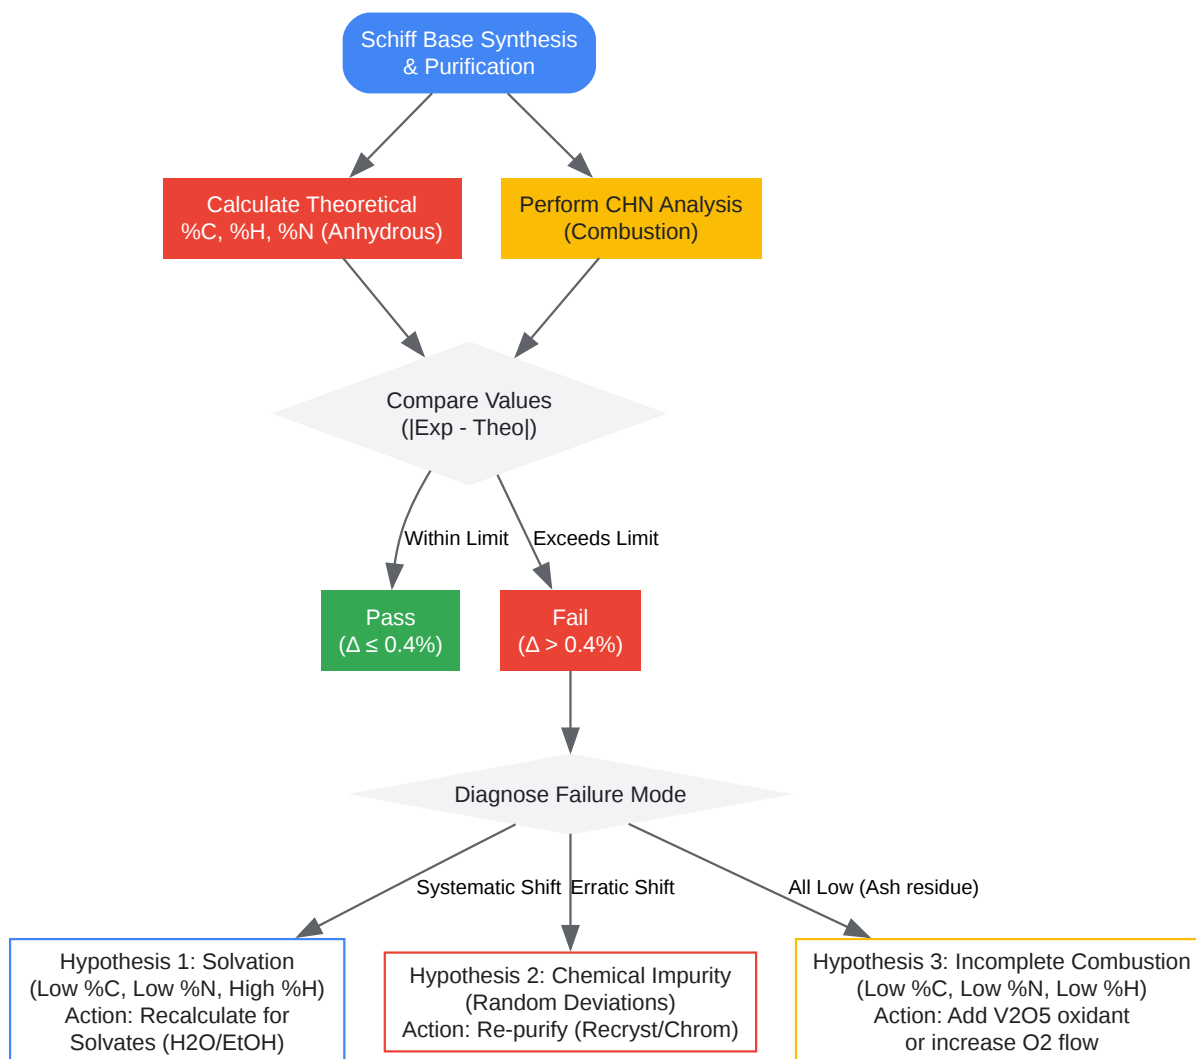 Schiff Base Synthesis
& Purification
Calculate Theoretical
%C, %H, %N (Anhydrous)
Perform CHN Analysis
(Combustion)
Compare Values
(|Exp - Theo|)
Within Limit
Exceeds Limit
Pass
(Δ ≤ 0.4%)
Fail
(Δ > 0.4%)
Diagnose Failure Mode
Systematic Shift
Erratic Shift
All Low (Ash residue)
Hypothesis 1: Solvation
(Low %C, Low %N, High %H)
Action: Recalculate for
Solvates (H2O/EtOH)
Hypothesis 2: Chemical Impurity
(Random Deviations)
Action: Re-purify (Recryst/Chrom)
Hypothesis 3: Incomplete Combustion
(Low %C, Low %N, Low %H)
Action: Add V2O5 oxidant
or increase O2 flow